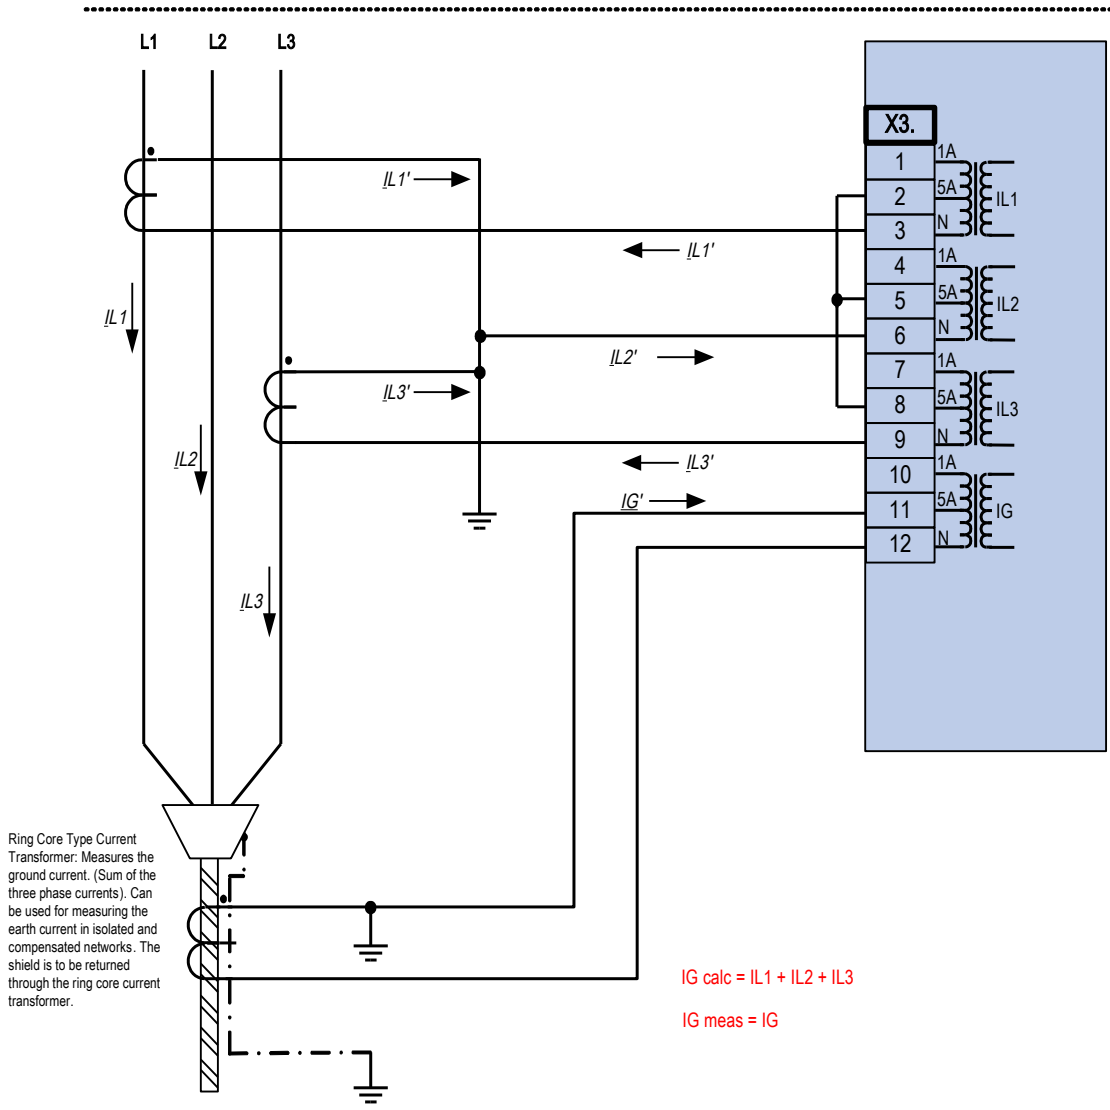 L1 L2 L3
X3.
1 1A
IL1'
2 5A IL1
3 N
IL1'
4 1A
IL1
5 5A IL2
6 N
IL2'
7 1A
IL3'
8 5A IL3
9 N
IL2
IL3'
10 1A
IG'
11 5A IG
12 N
IL3
Ring Core Type Current
Transformer: Measures the
ground current. (Sum of the
three phase currents). Can
be used for measuring the
earth current in isolated and
compensated networks. The
shield is to be returned
through the ring core current
transformer.
IG calc = IL1 + IL2 + IL3
IG meas = IG